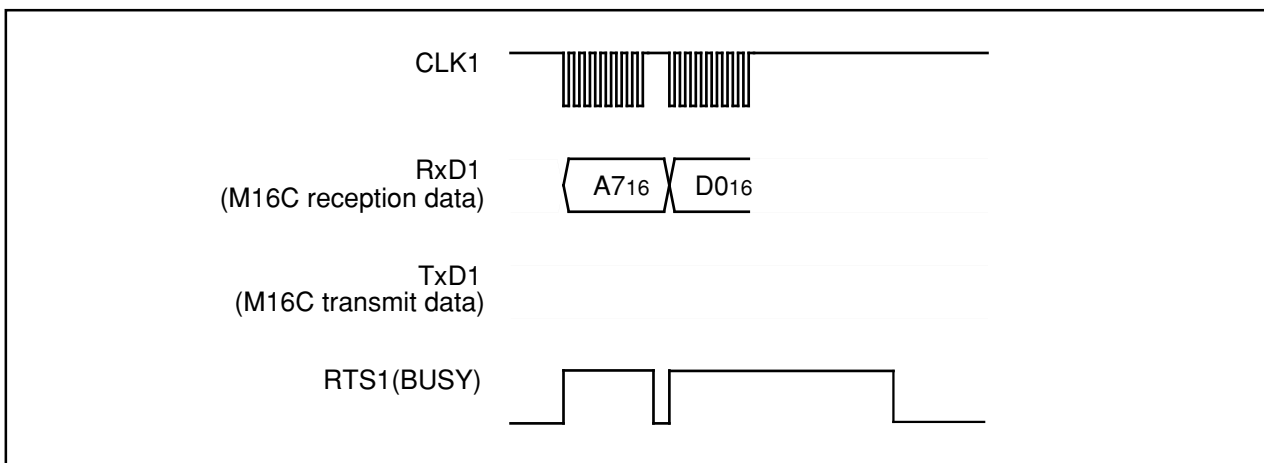 CLK1
RxD1
(M16C reception data)
A716
D016
TxD1
(M16C transmit data)
RTS1(BUSY)